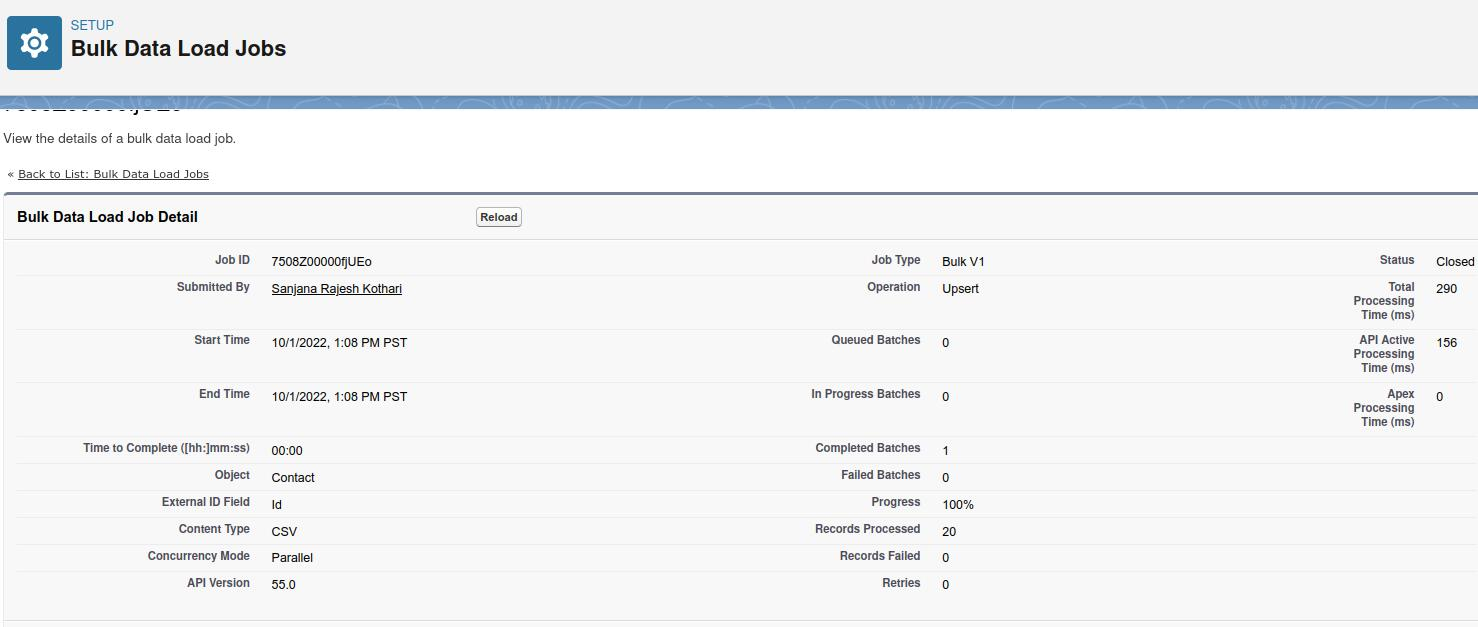 SETUP
Bulk Data Load Jobs
View the details of a bulk data load job.
« Back to List: Bulk Data Load Jobs
Bulk Data Load Job Detail Reload
Job ID 7508Z00000fjUEo Job Type Bulk V1 Status Closed
Submitted By Sanjana Rajesh Kothari Operation Upsert Total Processing Time (ms) 290
Start Time 10/1/2022, 1:08 PM PST Queued Batches 0 API Active Processing Time (ms) 156
End Time 10/1/2022, 1:08 PM PST In Progress Batches 0 Apex Processing Time (ms) 0
Time to Complete ([hh:]mm:ss) 00:00 Completed Batches 1
Object Contact Failed Batches 0
External ID Field Id Progress 100%
Content Type CSV Records Processed 20
Concurrency Mode Parallel Records Failed 0
API Version 55.0 Retries 0